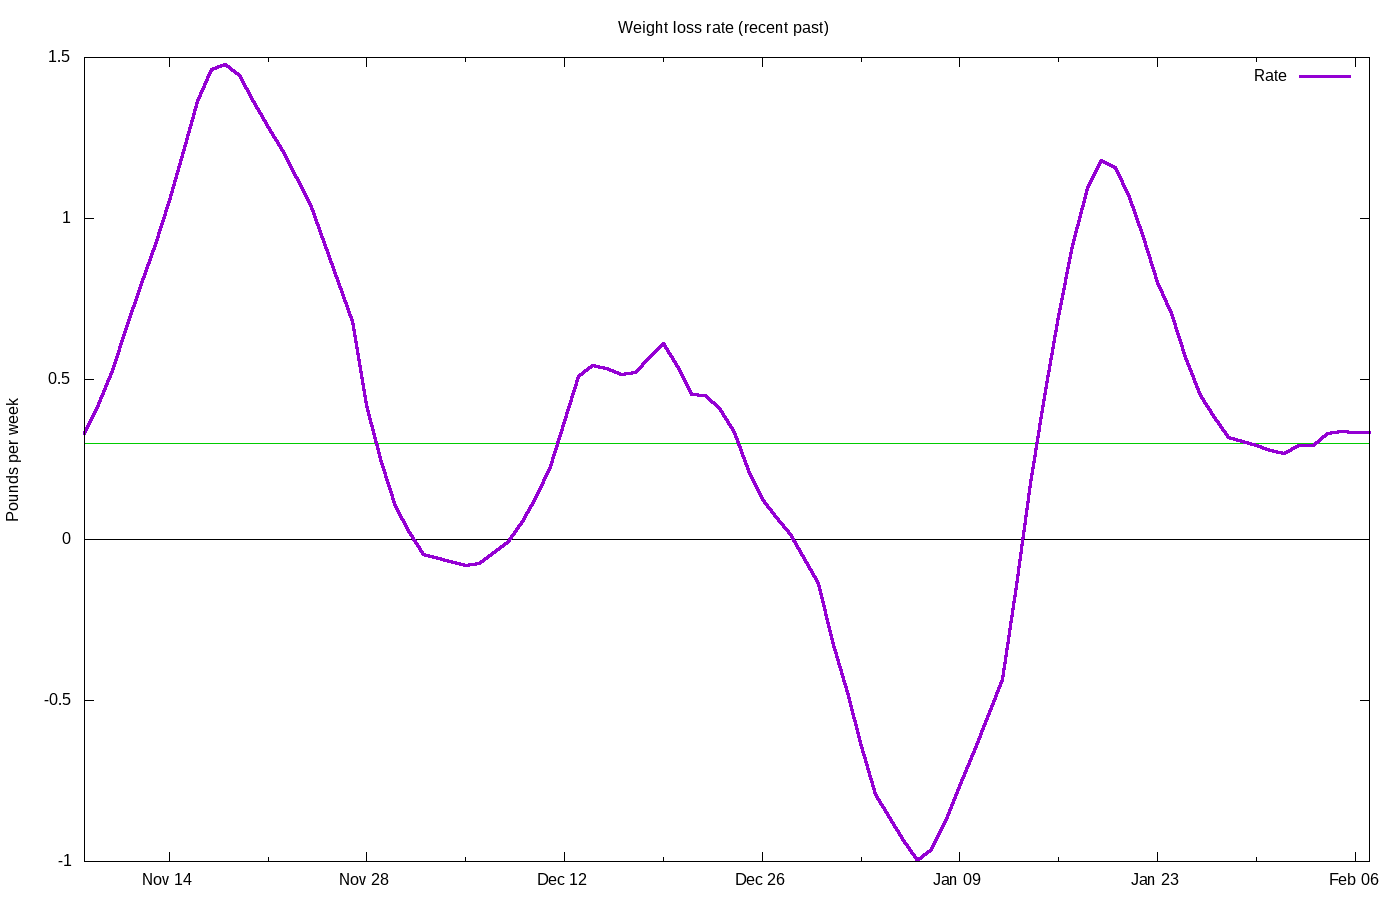 Weight loss rate (recent past)
Rate
Pounds per week
1.5
1
0.5
0
-0.5
-1
Nov 14
Nov 28
Dec 12
Dec 26
Jan 09
Jan 23
Feb 06